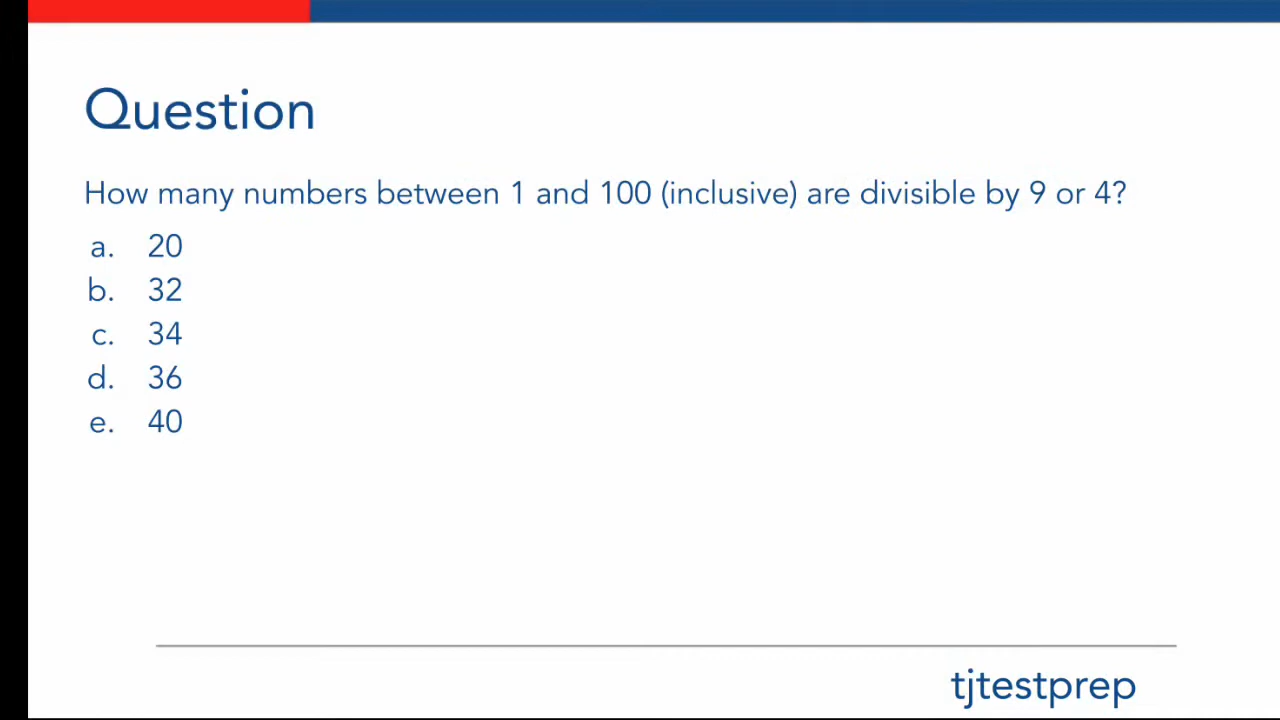 Question
How many numbers between 1 and 100 (inclusive) are divisible by 9 or 4?
a. 20
b. 32
c. 34
d. 36
e. 40
tjtestprep